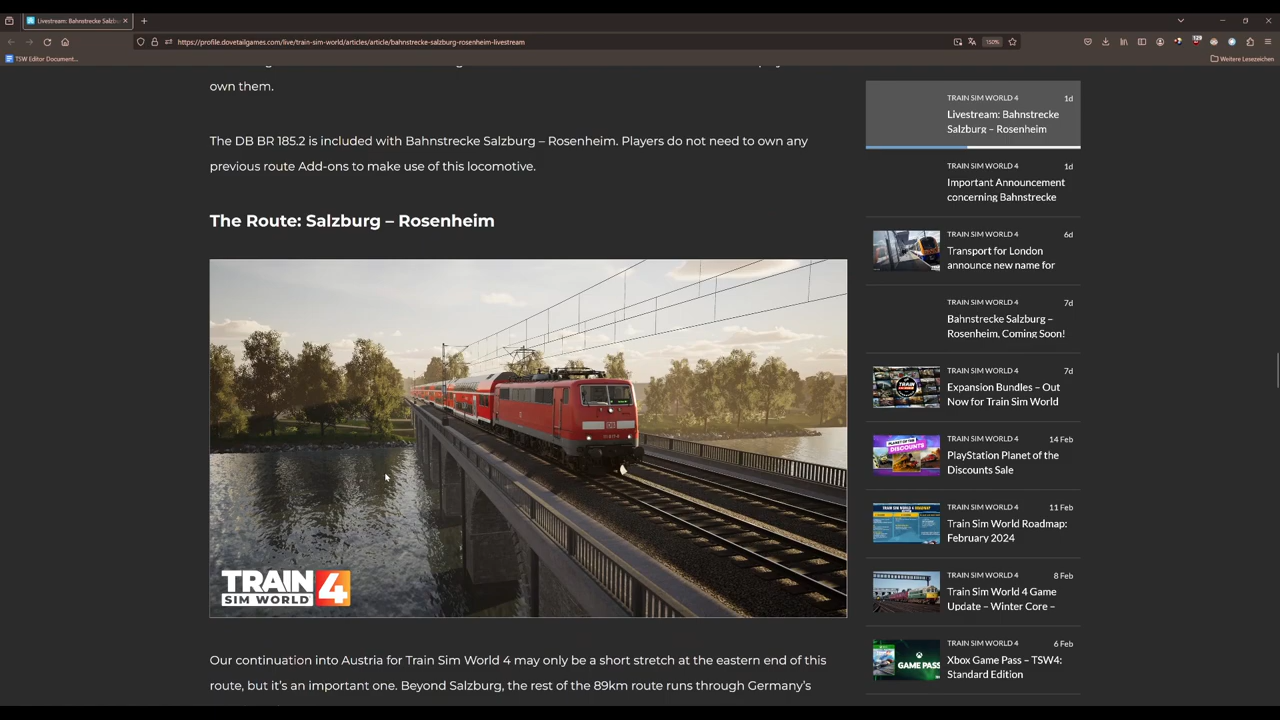 Livestream: Bahnstrecke Salzb
https://profile.dovetailgames.com/live/train-sim-world/articles/article/bahnstrecke-salzburg-rosenheim-livestream
150%
TSW Editor Document...
Weitere Lesezeichen
own them.
The DB BR 185.2 is included with Bahnstrecke Salzburg – Rosenheim. Players do not need to own any
previous route Add-ons to make use of this locomotive.
The Route: Salzburg – Rosenheim
TRAIN
SIM WORLD 4
Our continuation into Austria for Train Sim World 4 may only be a short stretch at the eastern end of this
route, but it's an important one. Beyond Salzburg, the rest of the 89km route runs through Germany's
TRAIN SIM WORLD 4 1d
Livestream: Bahnstrecke
Salzburg – Rosenheim
TRAIN SIM WORLD 4 1d
Important Announcement
concerning Bahnstrecke
TRAIN SIM WORLD 4 6d
Transport for London
announce new name for
TRAIN SIM WORLD 4 7d
Bahnstrecke Salzburg –
Rosenheim, Coming Soon!
TRAIN SIM WORLD 4 7d
Expansion Bundles – Out
Now for Train Sim World
TRAIN SIM WORLD 4 14 Feb
PlayStation Planet of the
Discounts Sale
TRAIN SIM WORLD 4 11 Feb
Train Sim World Roadmap:
February 2024
TRAIN SIM WORLD 4 8 Feb
Train Sim World 4 Game
Update – Winter Core –
TRAIN SIM WORLD 4 6 Feb
GAME PASS
Xbox Game Pass – TSW4:
Standard Edition